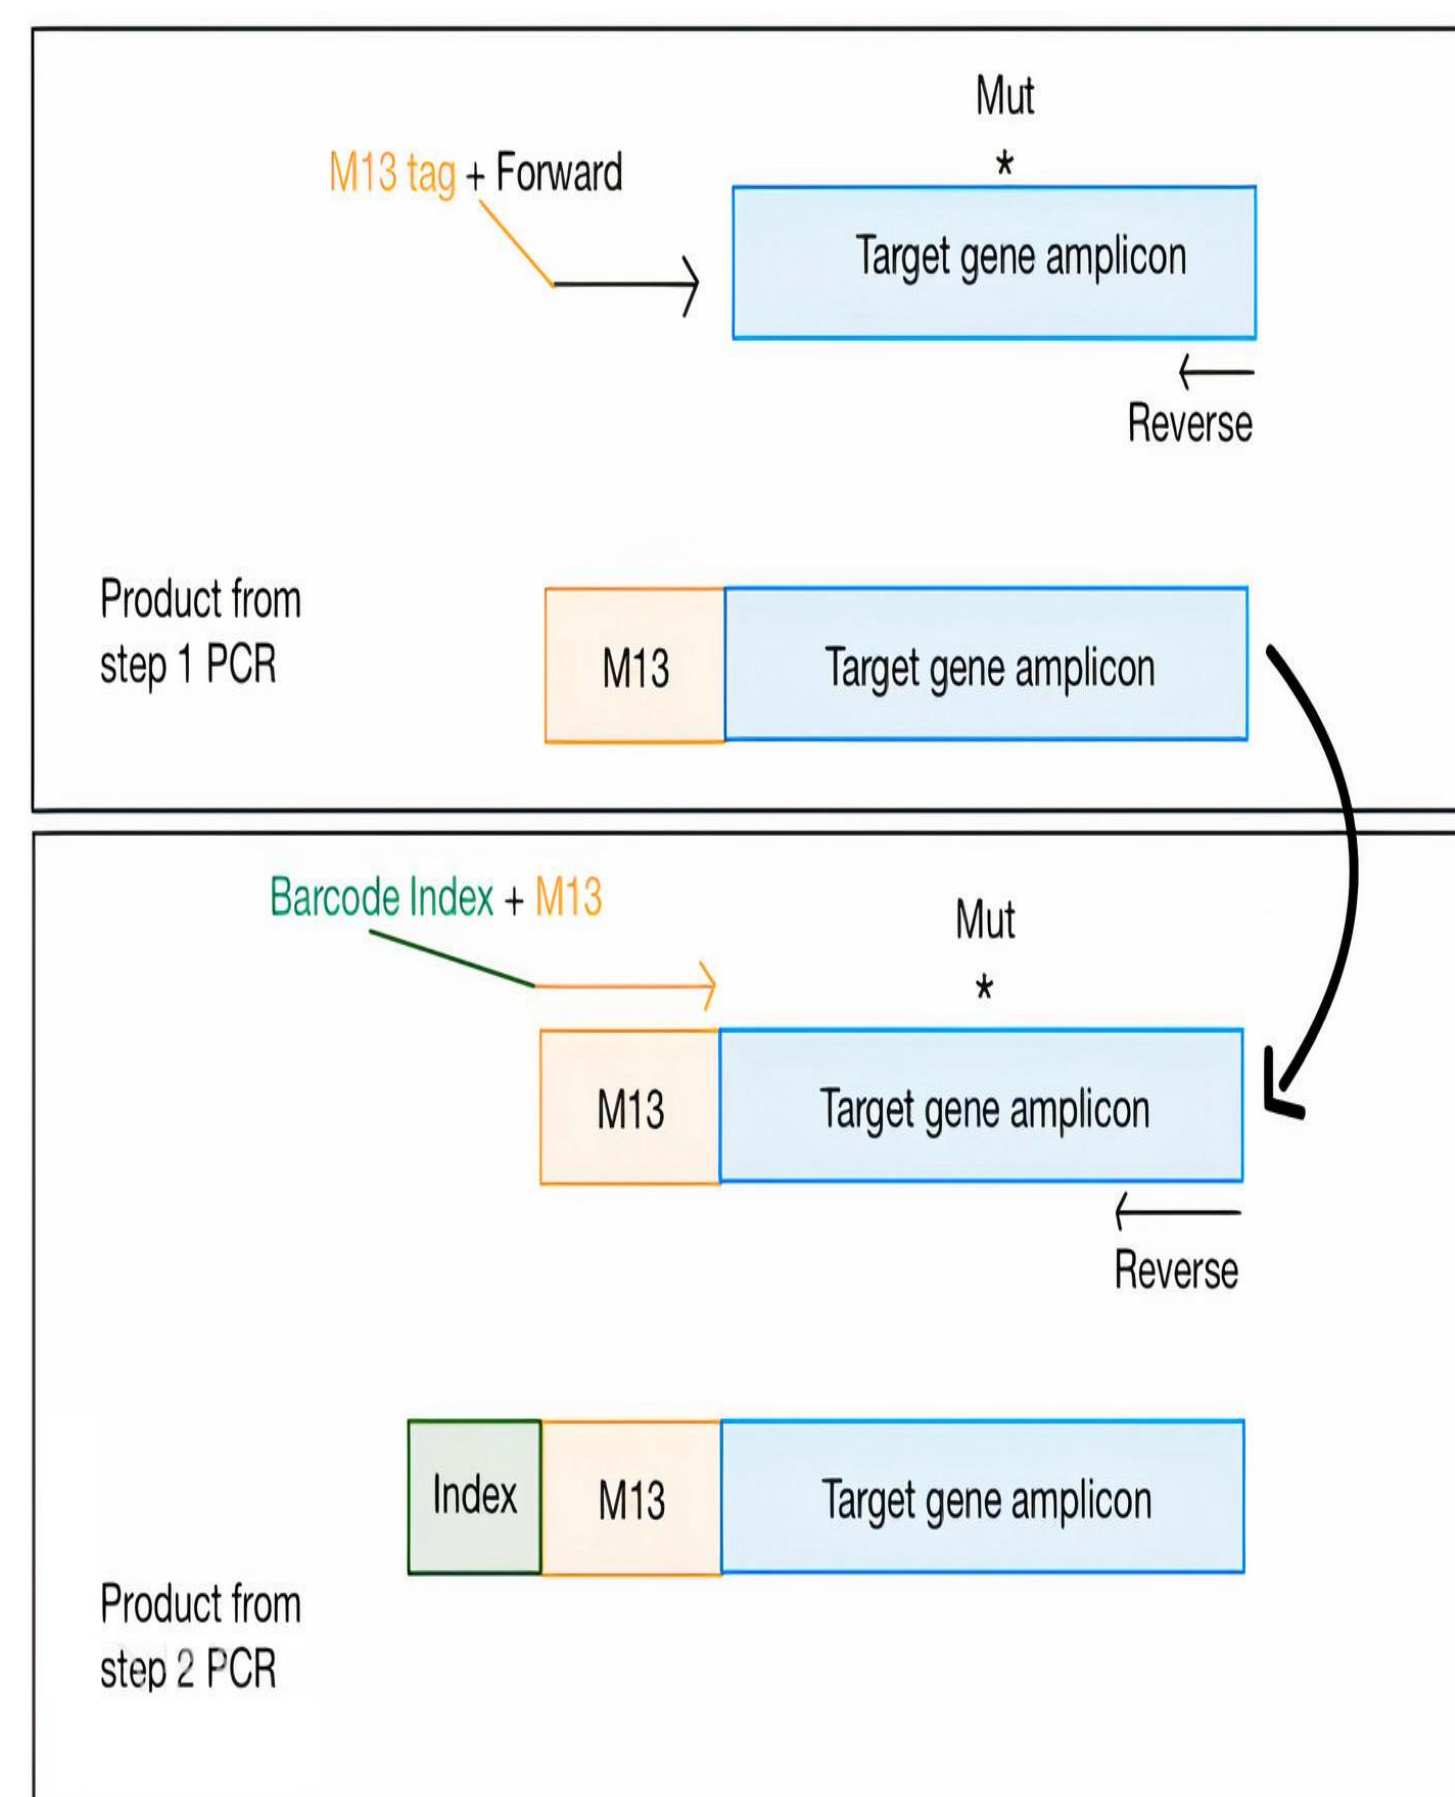 Mut
*
M13 tag + Forward
Target gene amplicon
Reverse
Product from
step 1 PCR
M13
Target gene amplicon
Barcode Index + M13
Mut
*
M13
Target gene amplicon
Reverse
Index
M13
Target gene amplicon
Product from
step 2 PCR